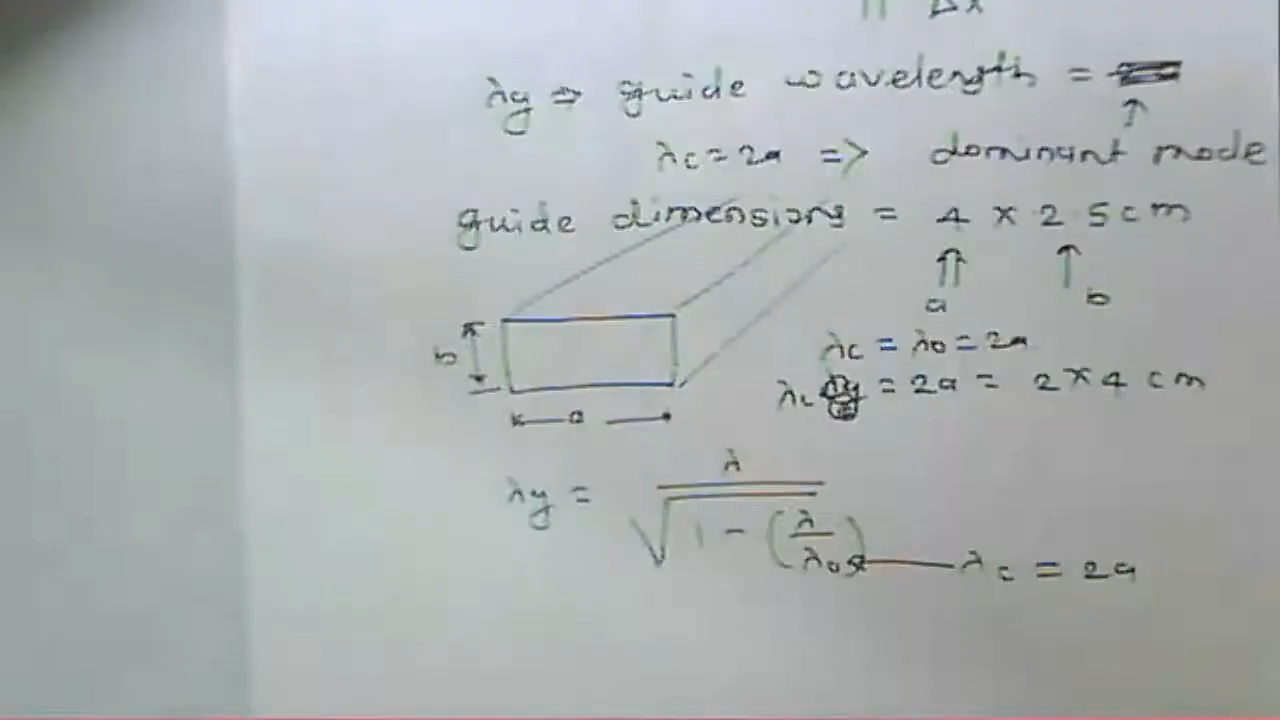 Δx
λg => guide wavelength =
↑
λc = 2a => dominant mode
guide dimensions = 4 x 2.5 cm
a b
b
λc = λ0 = 2a
λc = 2a = 2 x 4 cm
a
λ
λg = √ 1 - (λ/λ0) λc = 2a